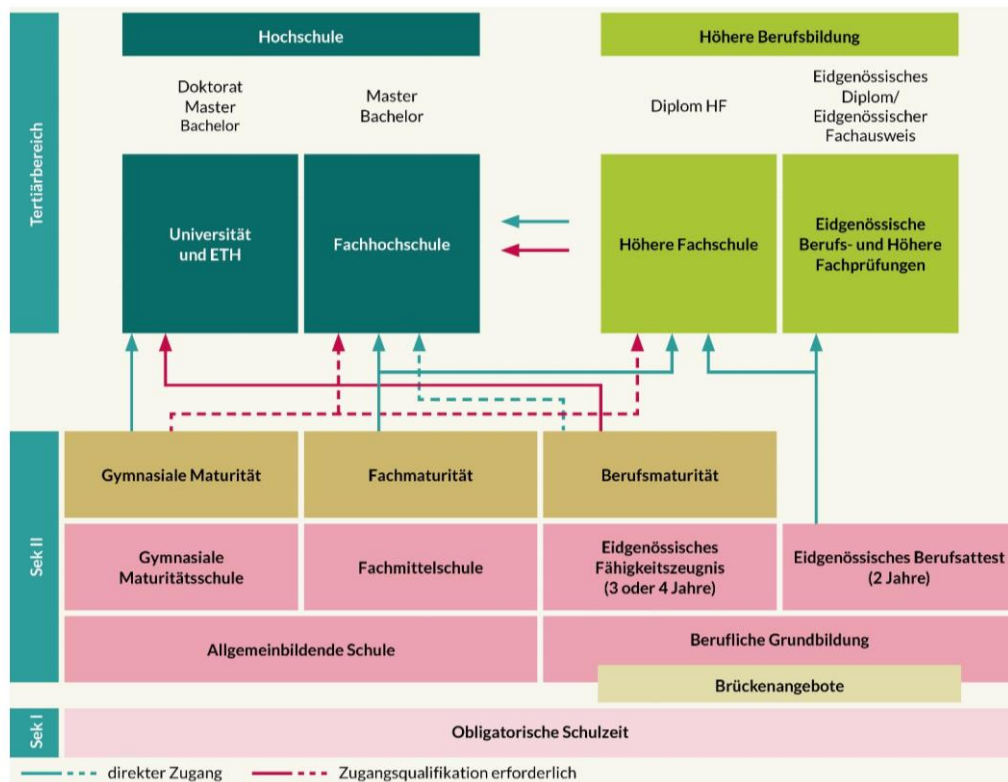 Tertiärbereich
Hochschule
Höhere Berufsbildung
Doktorat
Master
Bachelor
Master
Bachelor
Diplom HF
Eidgenössisches
Diplom/
Eidgenössischer
Fachausweis
Universität
und ETH
Fachhochschule
Höhere Fachschule
Eidgenössische
Berufs- und Höhere
Fachprüfungen
Sek II
Gymnasiale Maturität
Fachmaturität
Berufsmaturität
Gymnasiale
Maturitätsschule
Fachmittelschule
Eidgenössisches
Fähigkeitszeugnis
(3 oder 4 Jahre)
Eidgenössisches Berufsattest
(2 Jahre)
Allgemeinbildende Schule
Berufliche Grundbildung
Brückenangebote
Sek I
Obligatorische Schulzeit
direkter Zugang
Zugangsqualifikation erforderlich